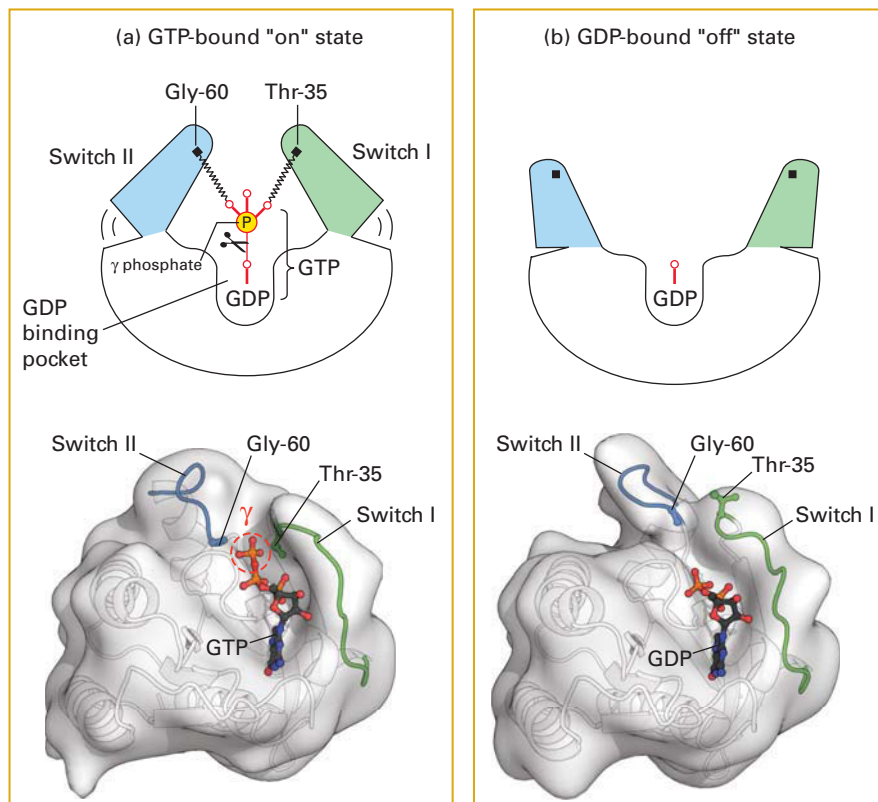 (a) GTP-bound "on" state
Gly-60
Thr-35
Switch II
Switch I
P
γ phosphate
GTP
GDP
GDP
binding
pocket
Switch II
Gly-60
Thr-35
γ
Switch I
GTP
(b) GDP-bound "off" state
GDP
Switch II
Gly-60
Thr-35
Switch I
GDP